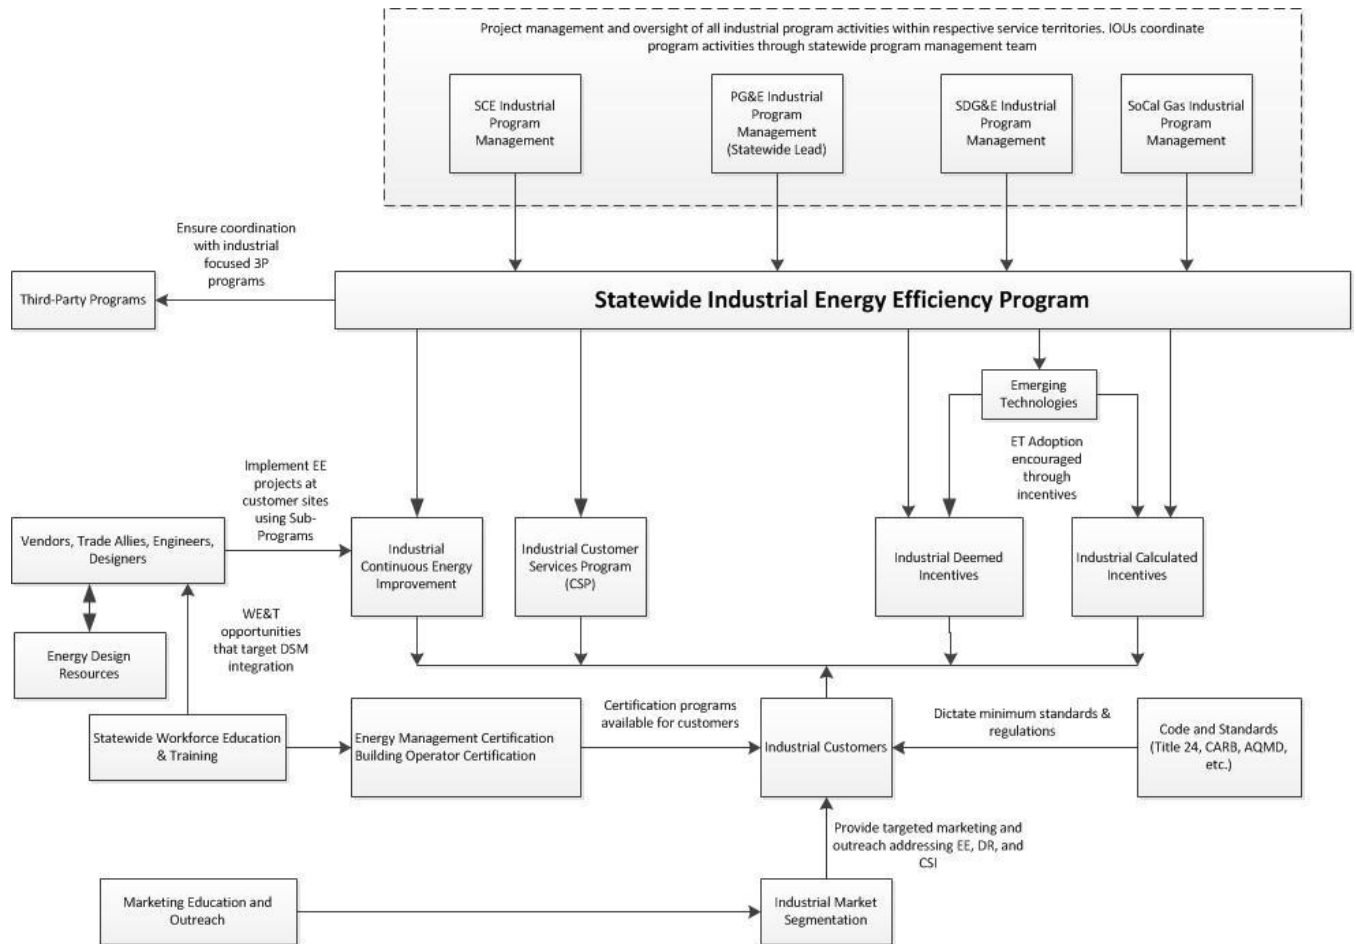 Project management and oversight of all industrial program activities within respective service territories. IOUs coordinate
program activities through statewide program management team
SCE Industrial
Program
Management
PG&E Industrial
Program
Management
(Statewide Lead)
SDG&E Industrial
Program
Management
SoCal Gas Industrial
Program
Management
Ensure coordination
with industrial
focused 3P
programs
Third-Party Programs
Statewide Industrial Energy Efficiency Program
Emerging
Technologies
ET Adoption
encouraged
through
incentives
Implement EE
projects at
customer sites
using Sub-
Programs
Vendors, Trade Allies, Engineers,
Designers
Industrial
Continuous Energy
Improvement
Industrial Customer
Services Program
(CSP)
Industrial Deemed
Incentives
Industrial Calculated
Incentives
WE&T
opportunities
that target DSM
integration
Energy Design
Resources
Statewide Workforce Education
& Training
Energy Management Certification
Building Operator Certification
Certification programs
available for customers
Industrial Customers
Dictate minimum standards &
regulations
Code and Standards
(Title 24, CARB, AQMD,
etc.)
Provide targeted marketing and
outreach addressing EE, DR, and
CSI
Marketing Education and
Outreach
Industrial Market
Segmentation